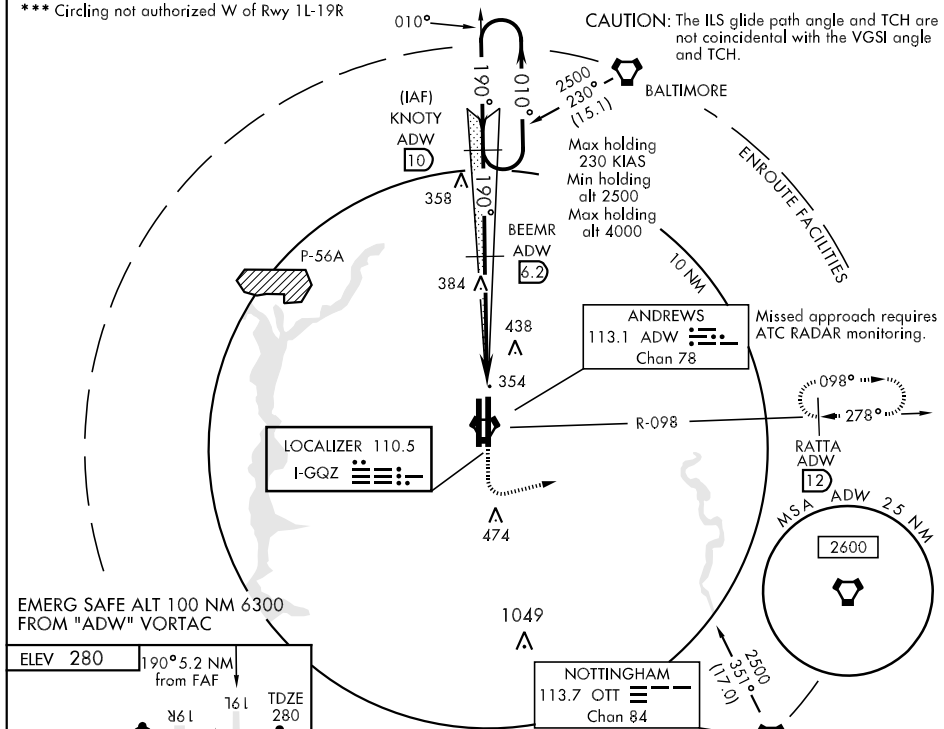 *** Circling not authorized W of Rwy 1L-19R
CAUTION: The ILS glide path angle and TCH are
not coincidental with the VGSI angle
and TCH.
010°
190°
010°
2500
230°
(15.1)
BALTIMORE
(IAF)
KNOTY
ADW
10
Max holding
230 KIAS
Min holding
alt 2500
Max holding
alt 4000
ENROUTE FACILITIES
358
190°
BEEMR
ADW
6.2
P-56A
384
10 NM
438
ANDREWS
113.1 ADW
Chan 78
Missed approach requires
ATC RADAR monitoring.
354
098°
278°
R-098
LOCALIZER 110.5
I-GQZ
RATTA
ADW
12
474
MSA ADW 25 NM
2600
EMERG SAFE ALT 100 NM 6300
FROM "ADW" VORTAC
1049
2500
351°
(17.0)
ELEV 280
190° 5.2 NM
from FAF
19R
19L
TDZE
280
NOTTINGHAM
113.7 OTT
Chan 84